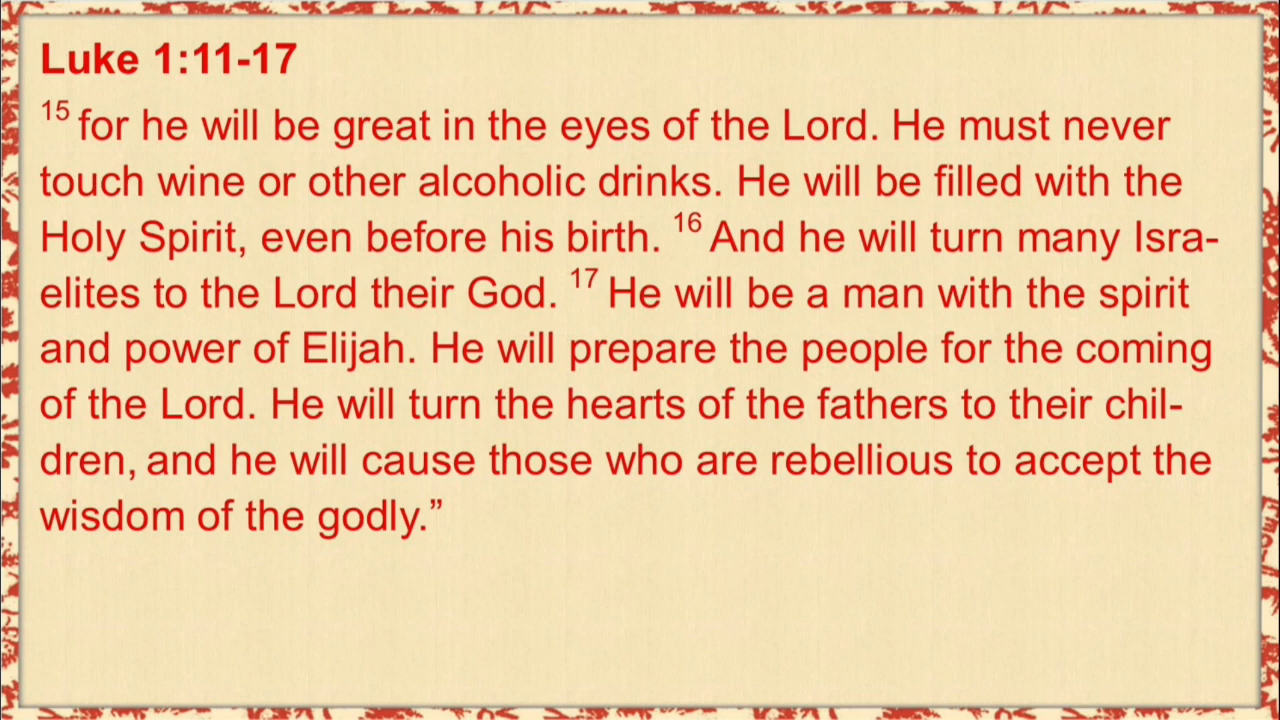 Luke 1:11-17
15 for he will be great in the eyes of the Lord. He must never
touch wine or other alcoholic drinks. He will be filled with the
Holy Spirit, even before his birth. 16 And he will turn many Isra-
elites to the Lord their God. 17 He will be a man with the spirit
and power of Elijah. He will prepare the people for the coming
of the Lord. He will turn the hearts of the fathers to their chil-
dren, and he will cause those who are rebellious to accept the
wisdom of the godly.”